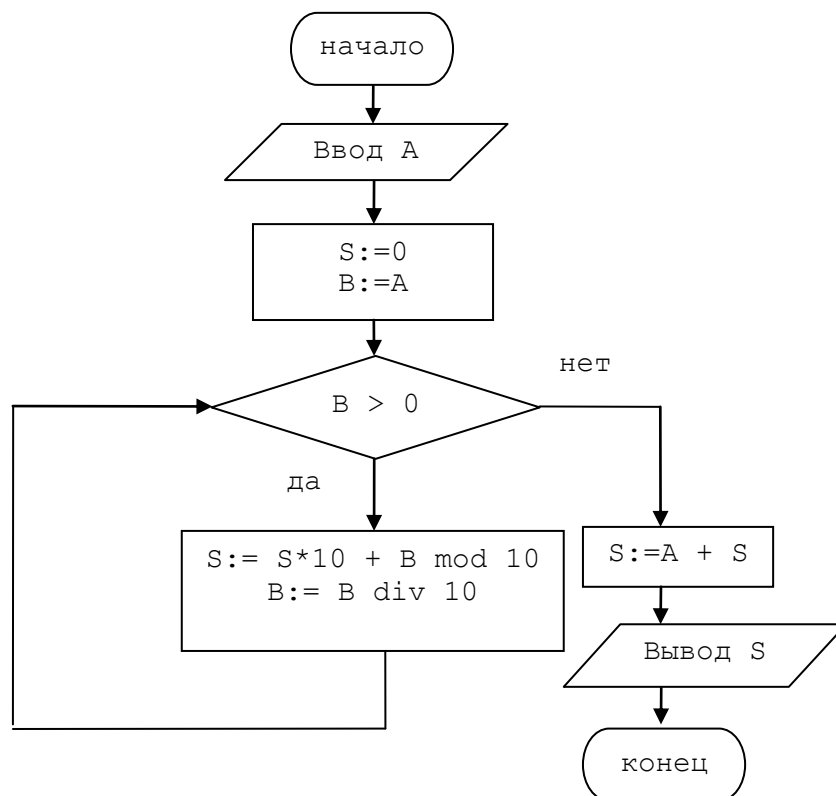 начало
Ввод A
S:=0
B:=A
B > 0
нет
да
S:= S*10 + B mod 10
B:= B div 10
S:=A + S
Вывод S
конец